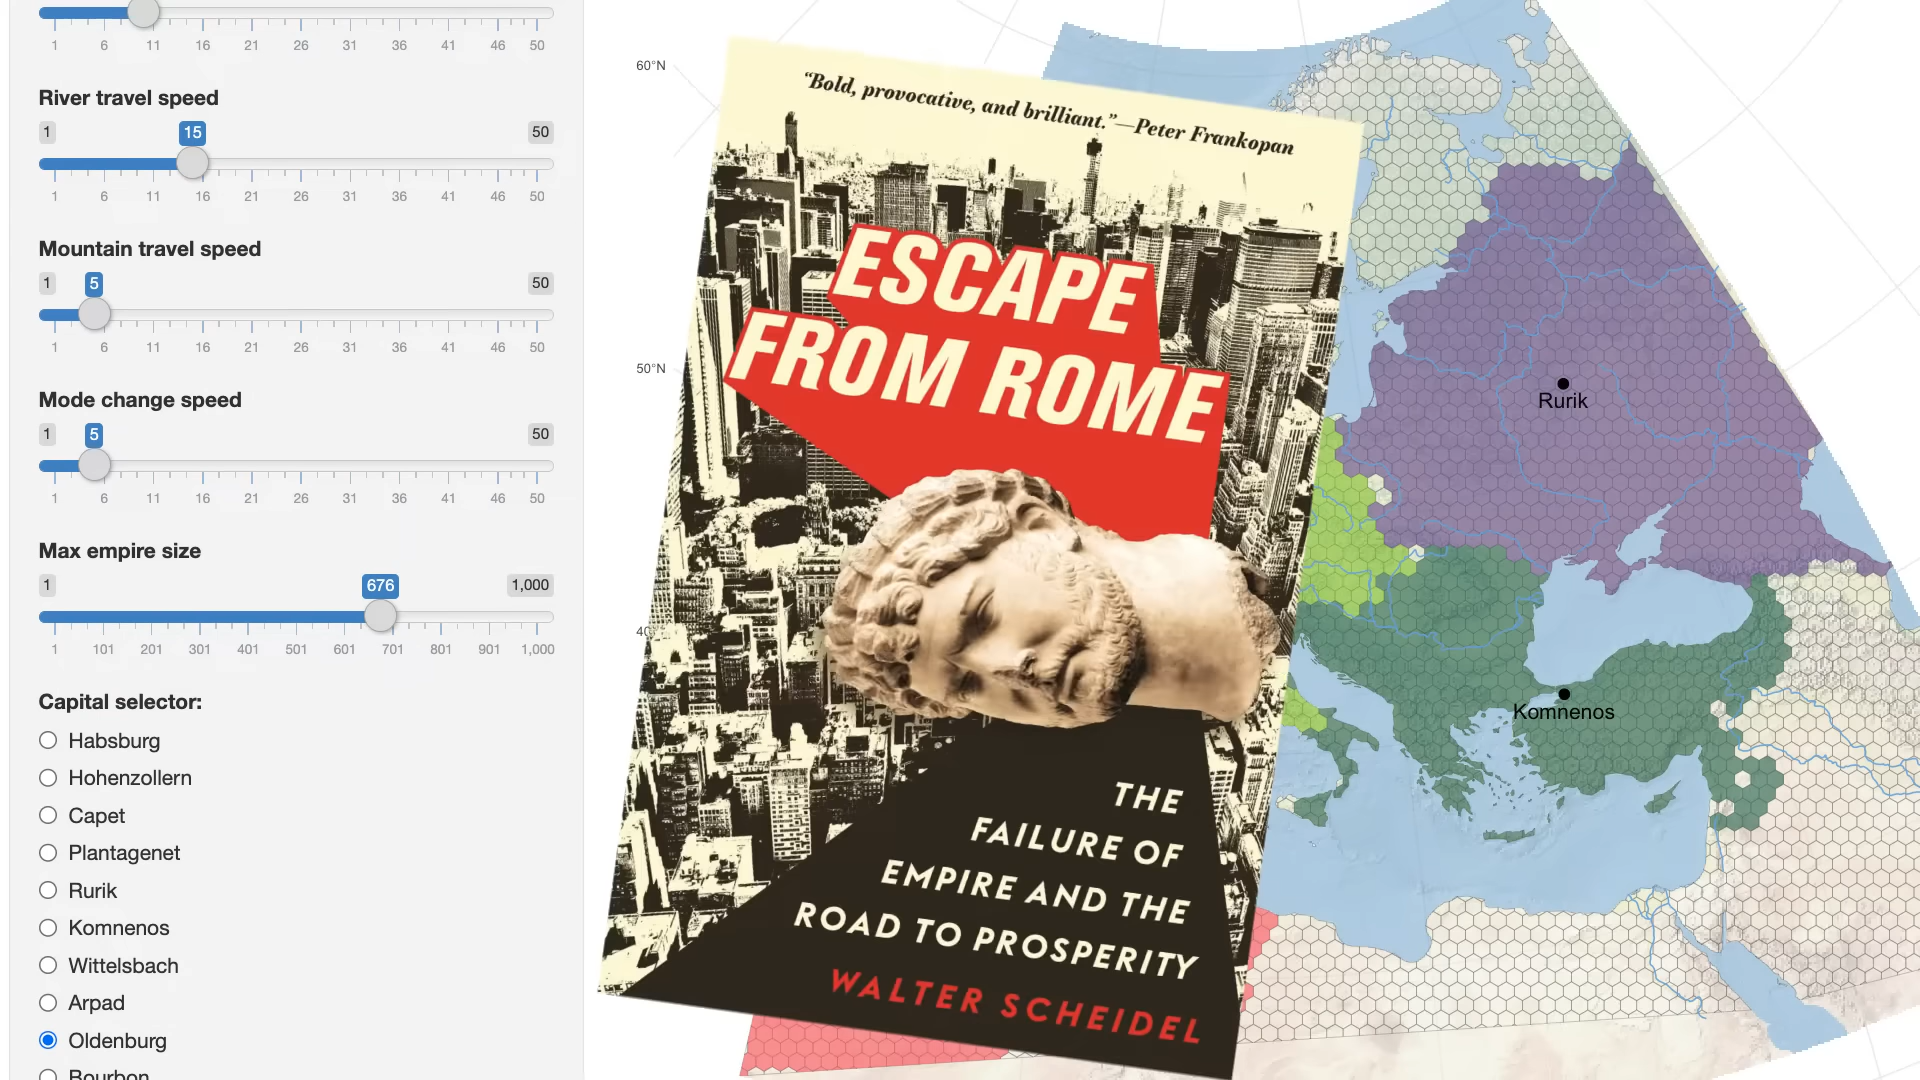 1 6 11 16 21 26 31 36 41 46 50
River travel speed
1 15 50
1 6 11 16 21 26 31 36 41 46 50
Mountain travel speed
1 5 50
1 6 11 16 21 26 31 36 41 46 50
Mode change speed
1 5 50
1 6 11 16 21 26 31 36 41 46 50
Max empire size
1 676 1,000
1 101 201 301 401 501 601 701 801 901 1,000
Capital selector:
Habsburg
Hohenzollern
Capet
Plantagenet
Rurik
Komnenos
Wittelsbach
Arpad
Oldenburg
Bourbon
60°N
50°N
40
“Bold, provocative, and brilliant.”—Peter Frankopan
ESCAPE
FROM ROME
THE
FAILURE OF
EMPIRE AND THE
ROAD TO PROSPERITY
WALTER SCHEIDEL
Rurik
Komnenos